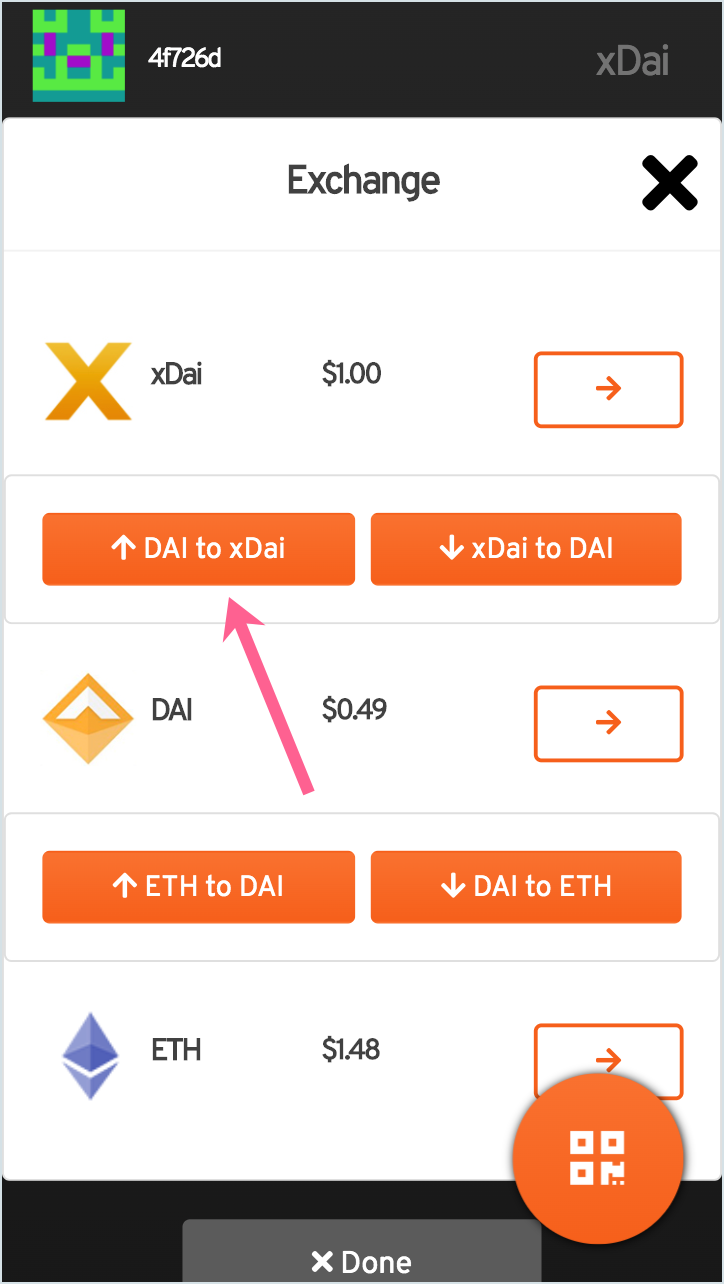 4f726d
xDai
Exchange
xDai $1.00
DAI to xDai xDai to DAI
DAI $0.49
ETH to DAI DAI to ETH
ETH $1.48
Done